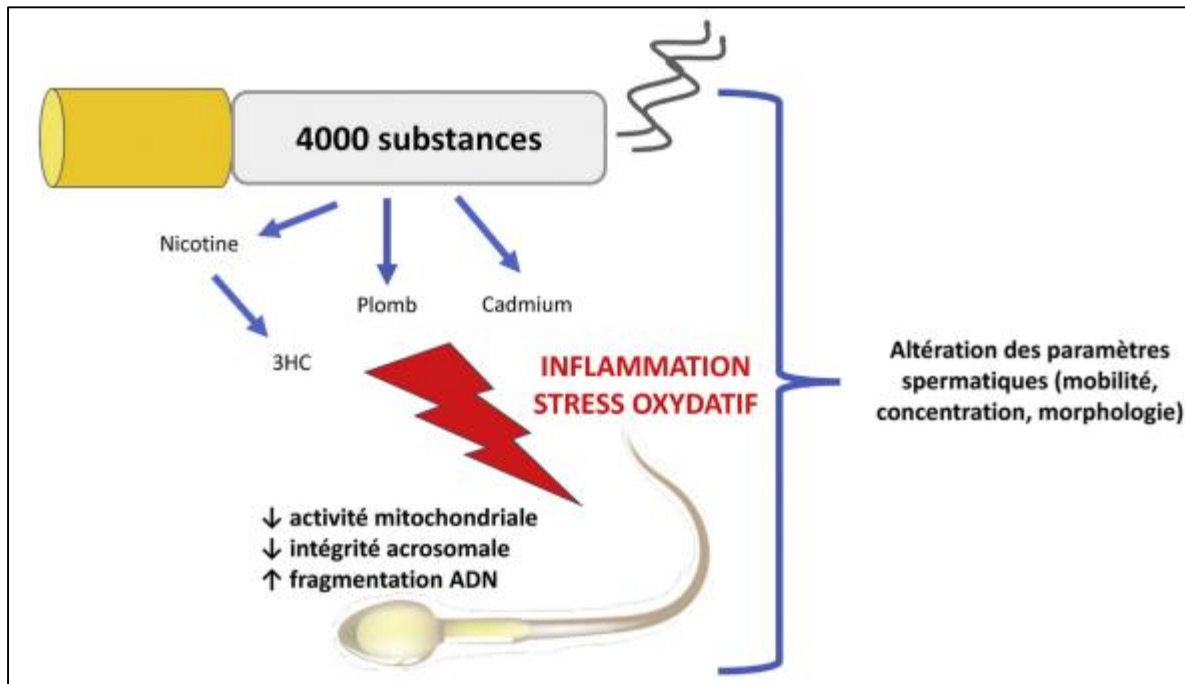 4000 substances
Nicotine
Plomb
Cadmium
3HC
INFLAMMATION
STRESS OXYDATIF
↓ activité mitochondriale
↓ intégrité acrosomale
↑ fragmentation ADN
Altération des paramètres
spermatiques (mobilité,
concentration, morphologie)